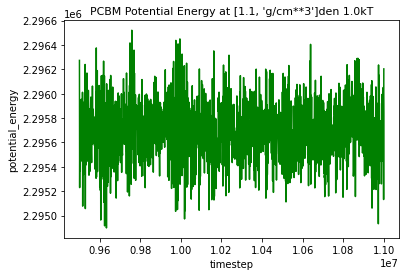 PCBM Potential Energy at [1.1, 'g/cm**3']den 1.0kT
1e6
2.2966
2.2964
2.2962
2.2960
2.2958
2.2956
2.2954
2.2952
2.2950
potential_energy
0.96 0.98 1.00 1.02 1.04 1.06 1.08 1.10
1e7
timestep